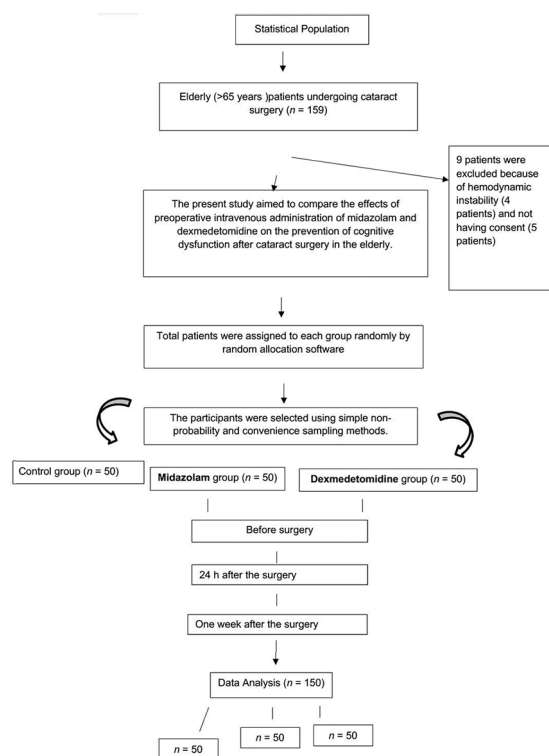 Statistical Population
Elderly (>65 years )patients undergoing cataract
surgery (n = 159)
9 patients were
excluded because
of hemodynamic
instability (4
patients) and not
having consent (5
patients)
The present study aimed to compare the effects of
preoperative intravenous administration of midazolam and
dexmedetomidine on the prevention of cognitive
dysfunction after cataract surgery in the elderly.
Total patients were assigned to each group randomly by
random allocation software
The participants were selected using simple non-
probability and convenience sampling methods.
Control group (n = 50)
Midazolam group (n = 50)
Dexmedetomidine group (n = 50)
Before surgery
24 h after the surgery
One week after the surgery
Data Analysis (n = 150)
n = 50
n = 50
n = 50